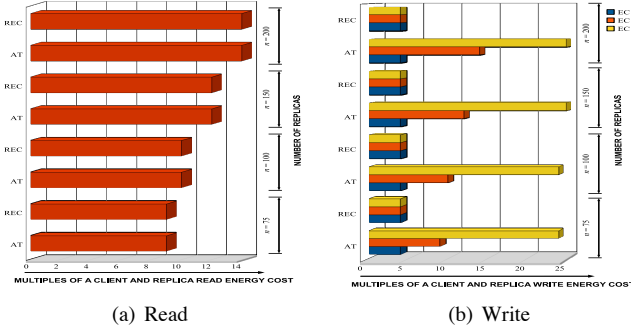 REC
AT
REC
AT
REC
AT
REC
AT
n = 200
n = 150
n = 100
n = 75
NUMBER OF REPLICAS
0 2 4 6 8 10 12 14
MULTIPLES OF A CLIENT AND REPLICA READ ENERGY COST
(a) Read
EC
EC
EC
REC
AT
REC
AT
REC
AT
REC
AT
n = 200
n = 150
n = 100
n = 75
NUMBER OF REPLICAS
0 5 10 15 20 25
MULTIPLES OF A CLIENT AND REPLICA WRITE ENERGY COST
(b) Write